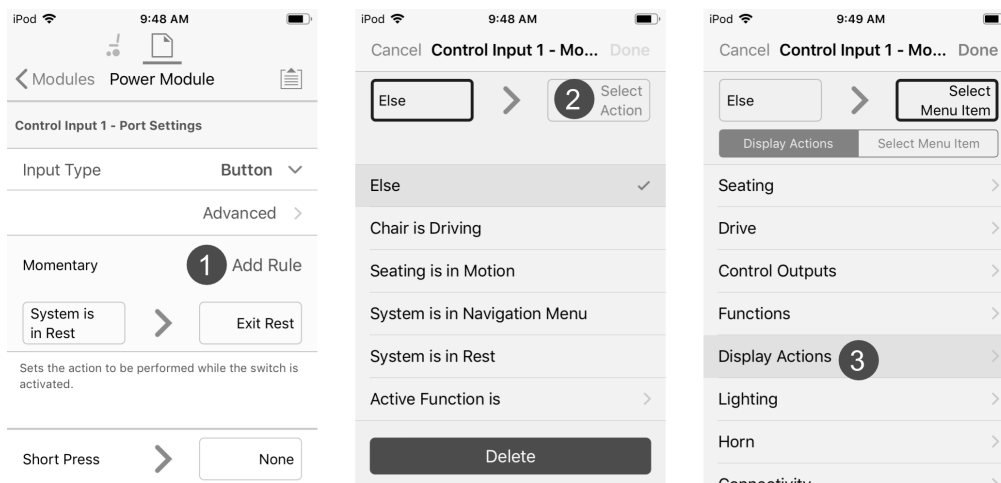 iPod 9:48 AM
Modules Power Module
Control Input 1 - Port Settings
Input Type Button
Advanced
Momentary 1 Add Rule
System is
in Rest
Exit Rest
Sets the action to be performed while the switch is
activated.
Short Press None
iPod 9:48 AM
Cancel Control Input 1 - Mo... Done
Else
2 Select
Action
Else
Chair is Driving
Seating is in Motion
System is in Navigation Menu
System is in Rest
Active Function is
Delete
iPod 9:49 AM
Cancel Control Input 1 - Mo... Done
Else
Select
Menu Item
Display Actions Select Menu Item
Seating
Drive
Control Outputs
Functions
Display Actions 3
Lighting
Horn
Connectivity